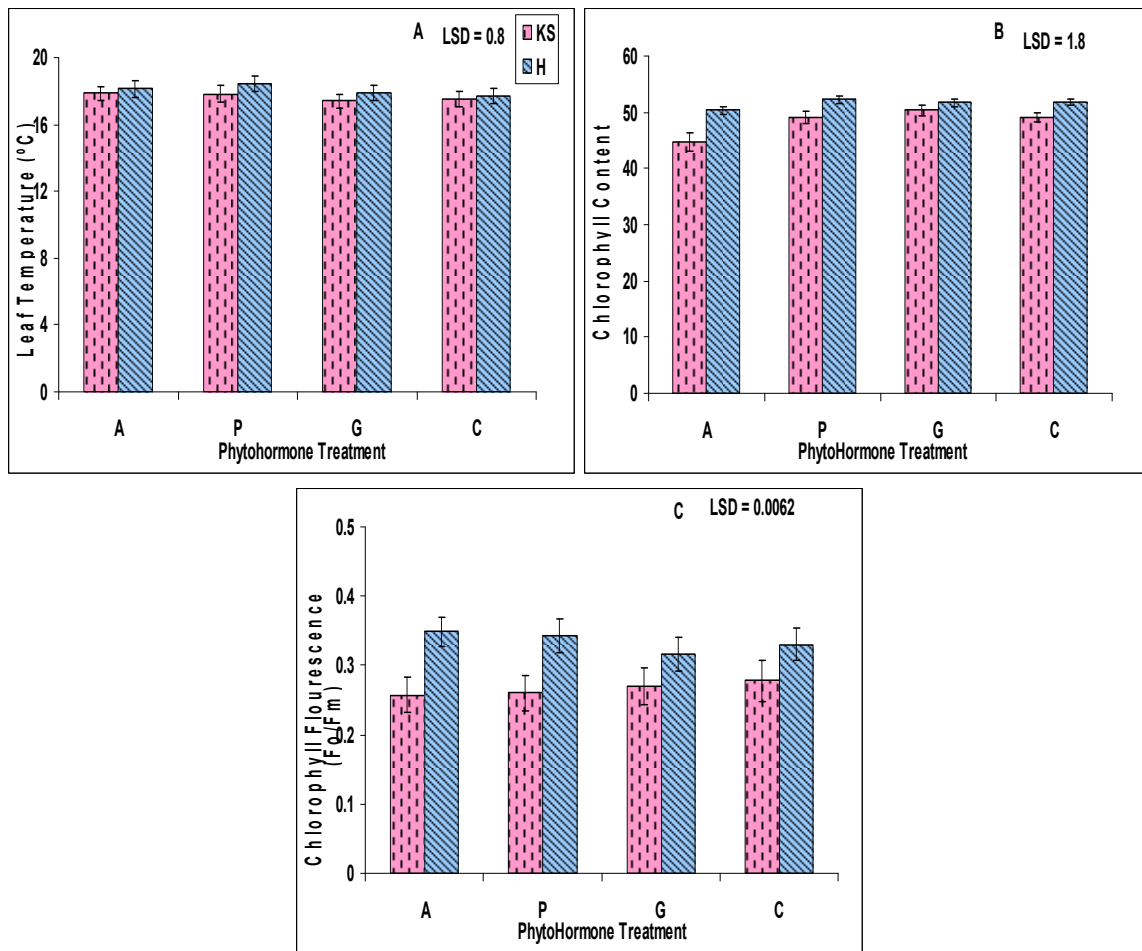 A LSD = 0.8
KS
H
20
16
12
8
4
0
Leaf Temperature (ºC)
A P G C
Phytohormone Treatment
B LSD = 1.8
60
50
40
30
20
10
0
Chlorophyll Content
A P G C
PhytoHormone Treatment
C LSD = 0.0062
0.5
0.4
0.3
0.2
0.1
0
Chlorophyll Flourescence
(Fo/Fm)
A P G C
PhytoHormone Treatment